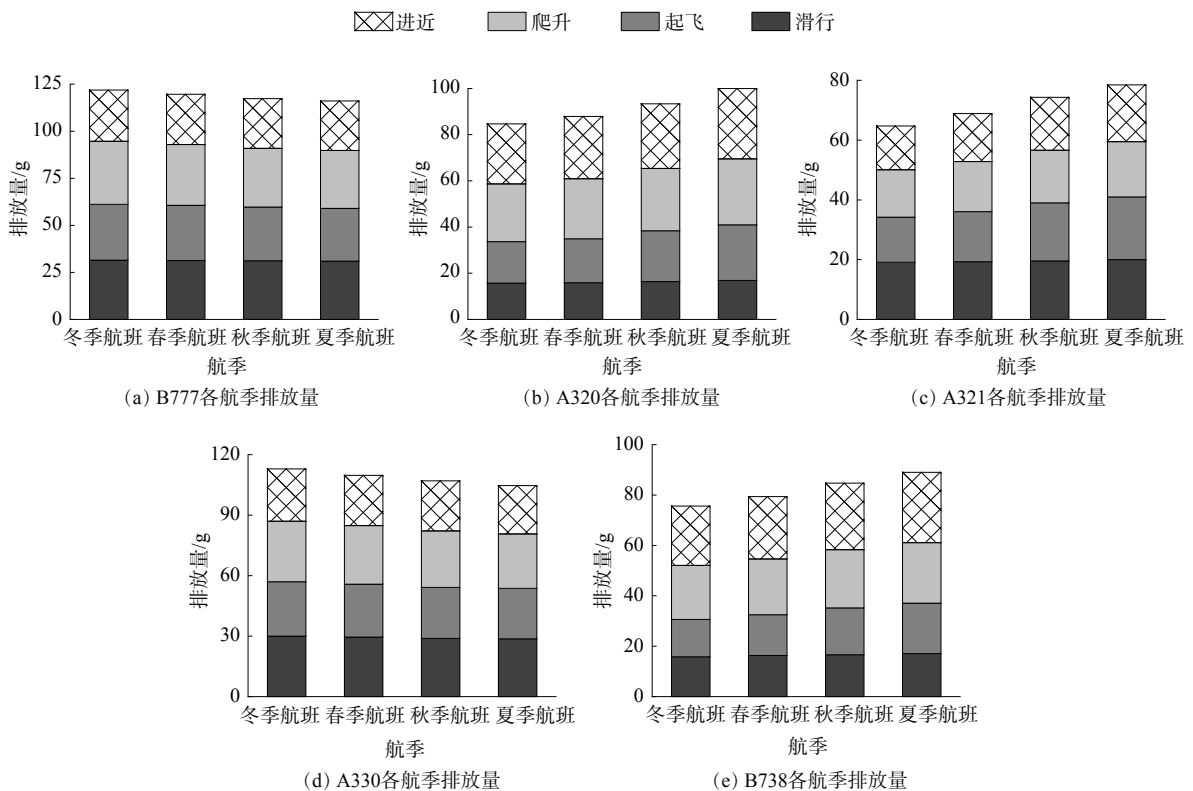 进近 爬升 起飞 滑行
125
100
75
50
25
0
排放量/g
冬季航班 春季航班 秋季航班 夏季航班
航季
(a) B777各航季排放量
100
80
60
40
20
0
排放量/g
冬季航班 春季航班 秋季航班 夏季航班
航季
(b) A320各航季排放量
80
60
40
20
0
排放量/g
冬季航班 春季航班 秋季航班 夏季航班
航季
(c) A321各航季排放量
120
90
60
30
0
排放量/g
冬季航班 春季航班 秋季航班 夏季航班
航季
(d) A330各航季排放量
100
80
60
40
20
0
排放量/g
冬季航班 春季航班 秋季航班 夏季航班
航季
(e) B738各航季排放量